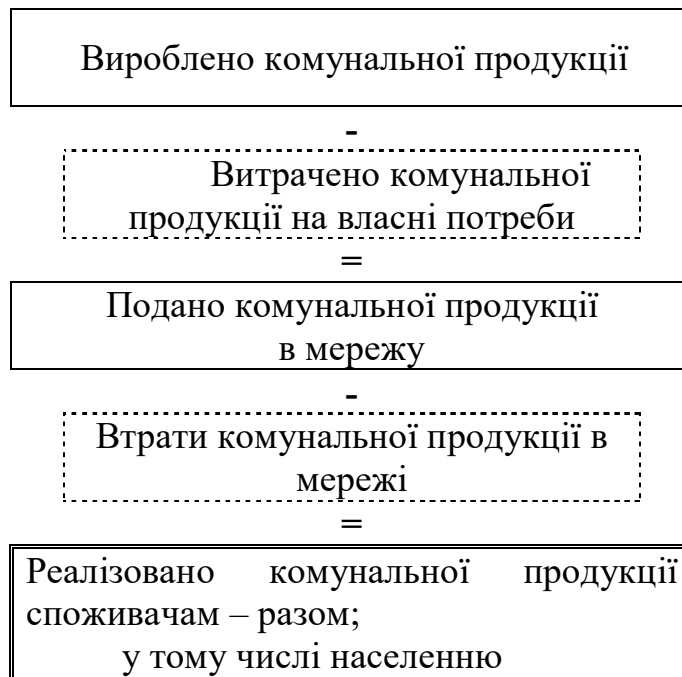 Вироблено комунальної продукції
-
Витрачено комунальної
продукції на власні потреби
=
Подано комунальної продукції
в мережу
-
Втрати комунальної продукції в
мережі
=
Реалізовано комунальної продукції
споживачам – разом;
у тому числі населенню